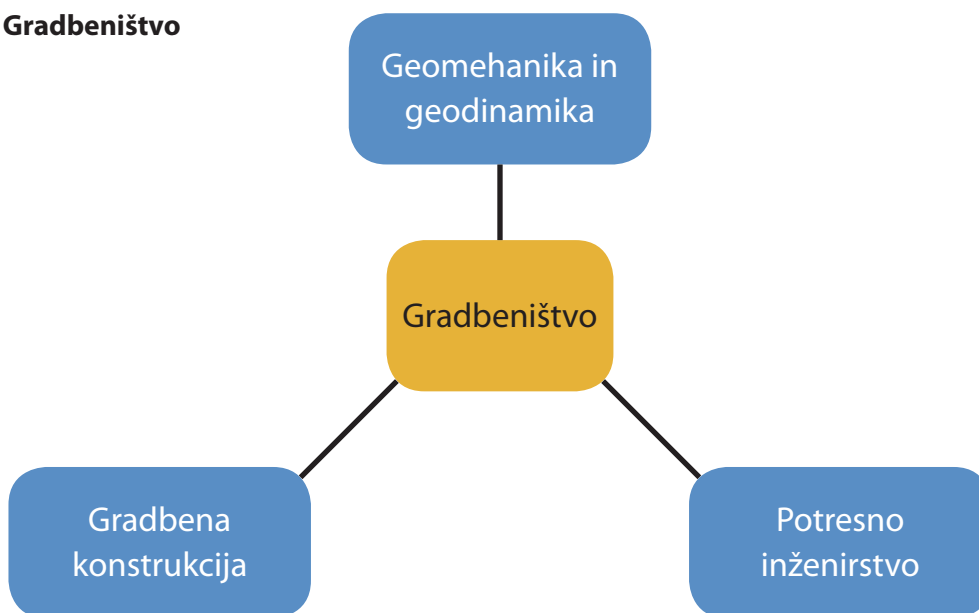 Gradbeništvo
Geomehanika in
geodinamika
Gradbeništvo
Gradbena
konstrukcija
Potresno
inženirstvo